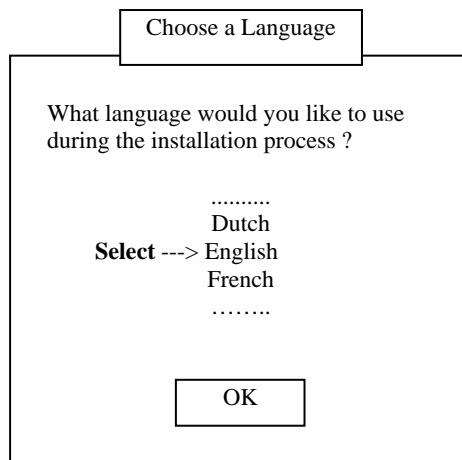 Choose a Language
What language would you like to use
during the installation process ?
..........
Dutch
Select ---> English
French
……..
OK